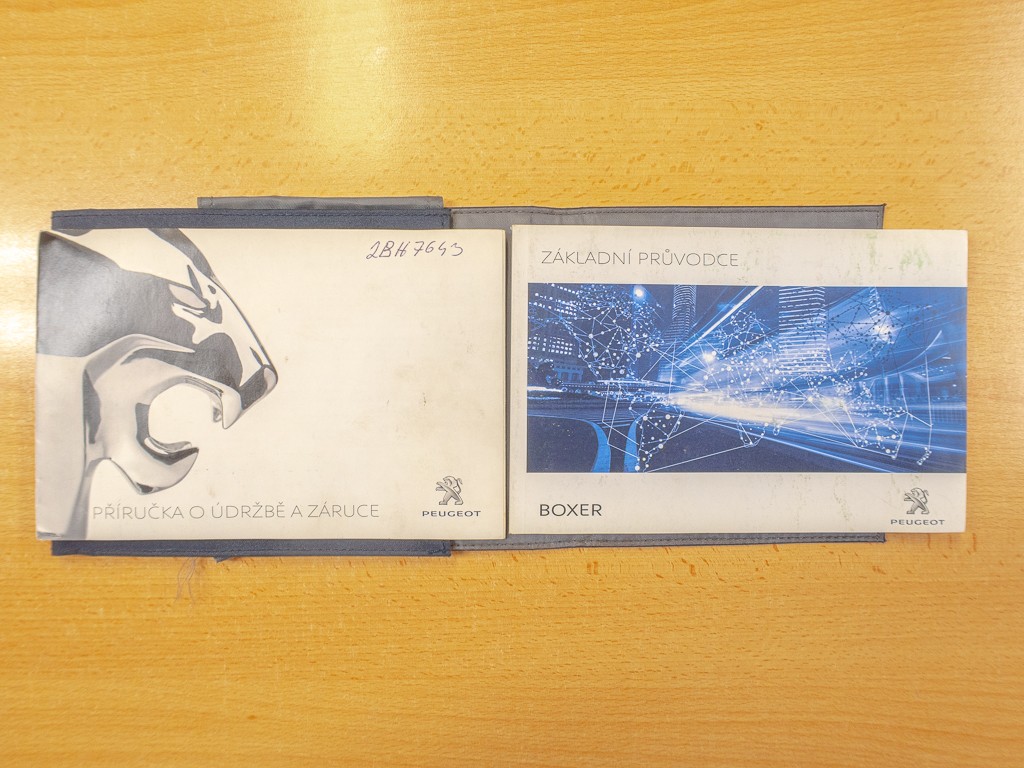 2BH7643
PŘÍRUČKA O ÚDRŽBĚ A ZÁRUCE
PEUGEOT
ZÁKLADNÍ PRŮVODCE
BOXER
PEUGEOT